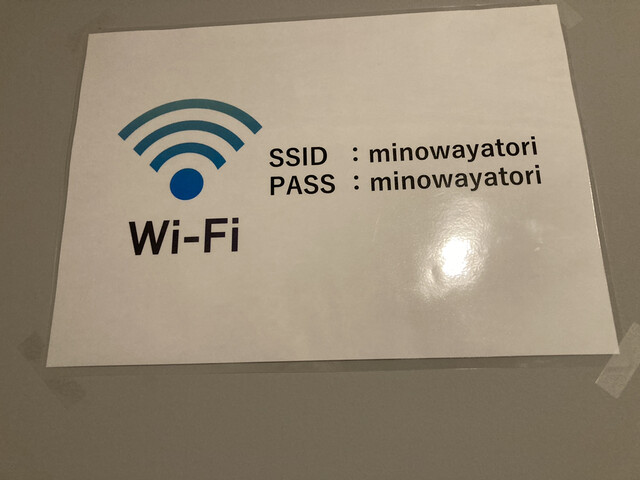 Wi-Fi
SSID : minowayatori
PASS : minowayatori